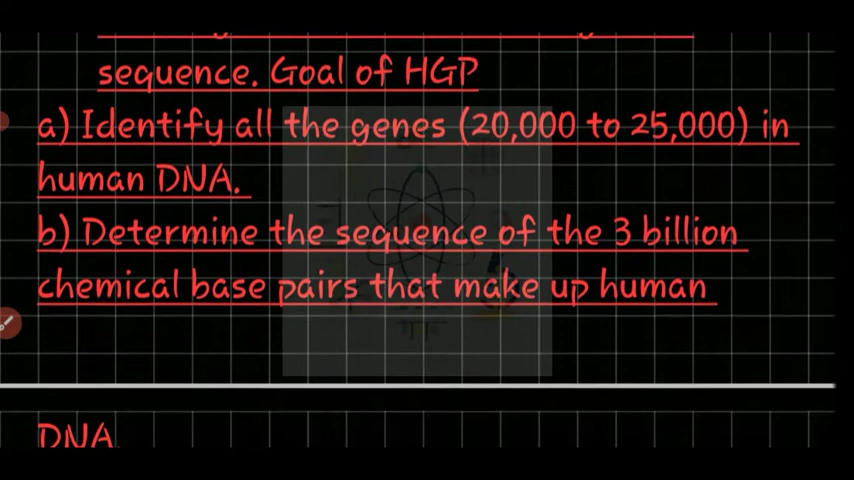 sequence. Goal of HGP
a) Identify all the genes (20,000 to 25,000) in
human DNA.
b) Determine the sequence of the 3 billion
chemical base pairs that make up human
DNA